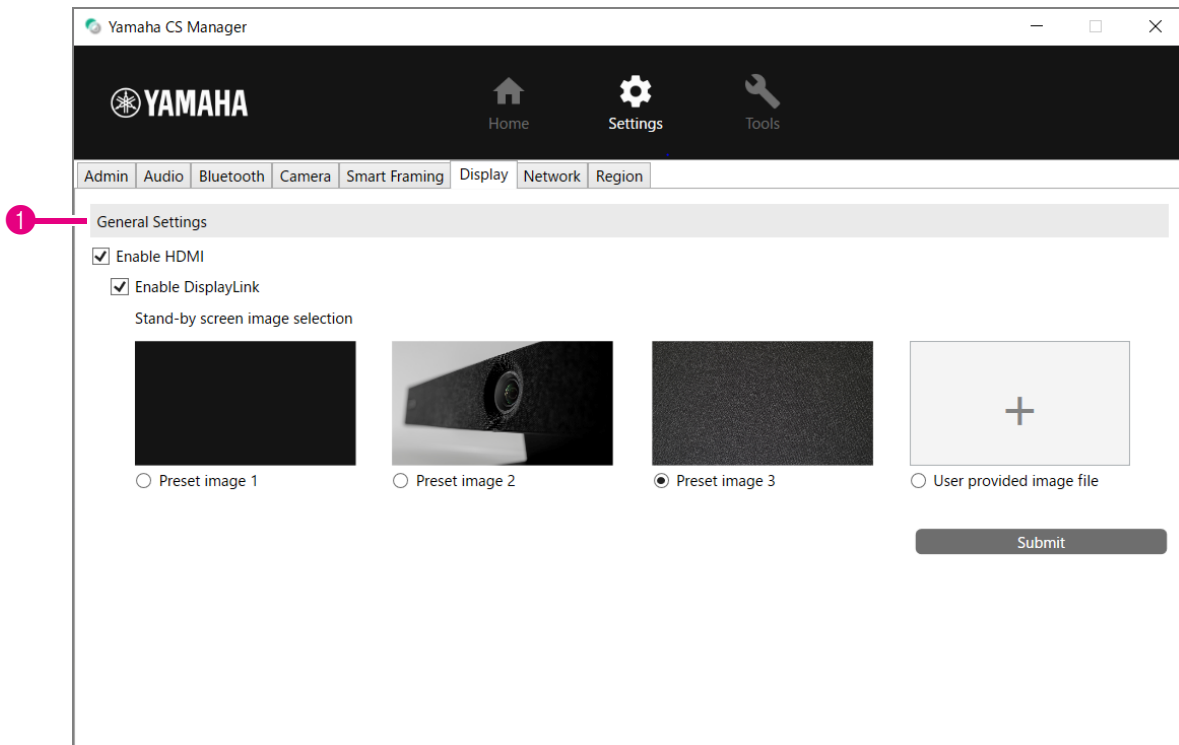 Yamaha CS Manager
YAMAHA
Home Settings Tools
Admin Audio Bluetooth Camera Smart Framing Display Network Region
1 General Settings
Enable HDMI
Enable DisplayLink
Stand-by screen image selection
Preset image 1 Preset image 2 Preset image 3 User provided image file
Submit